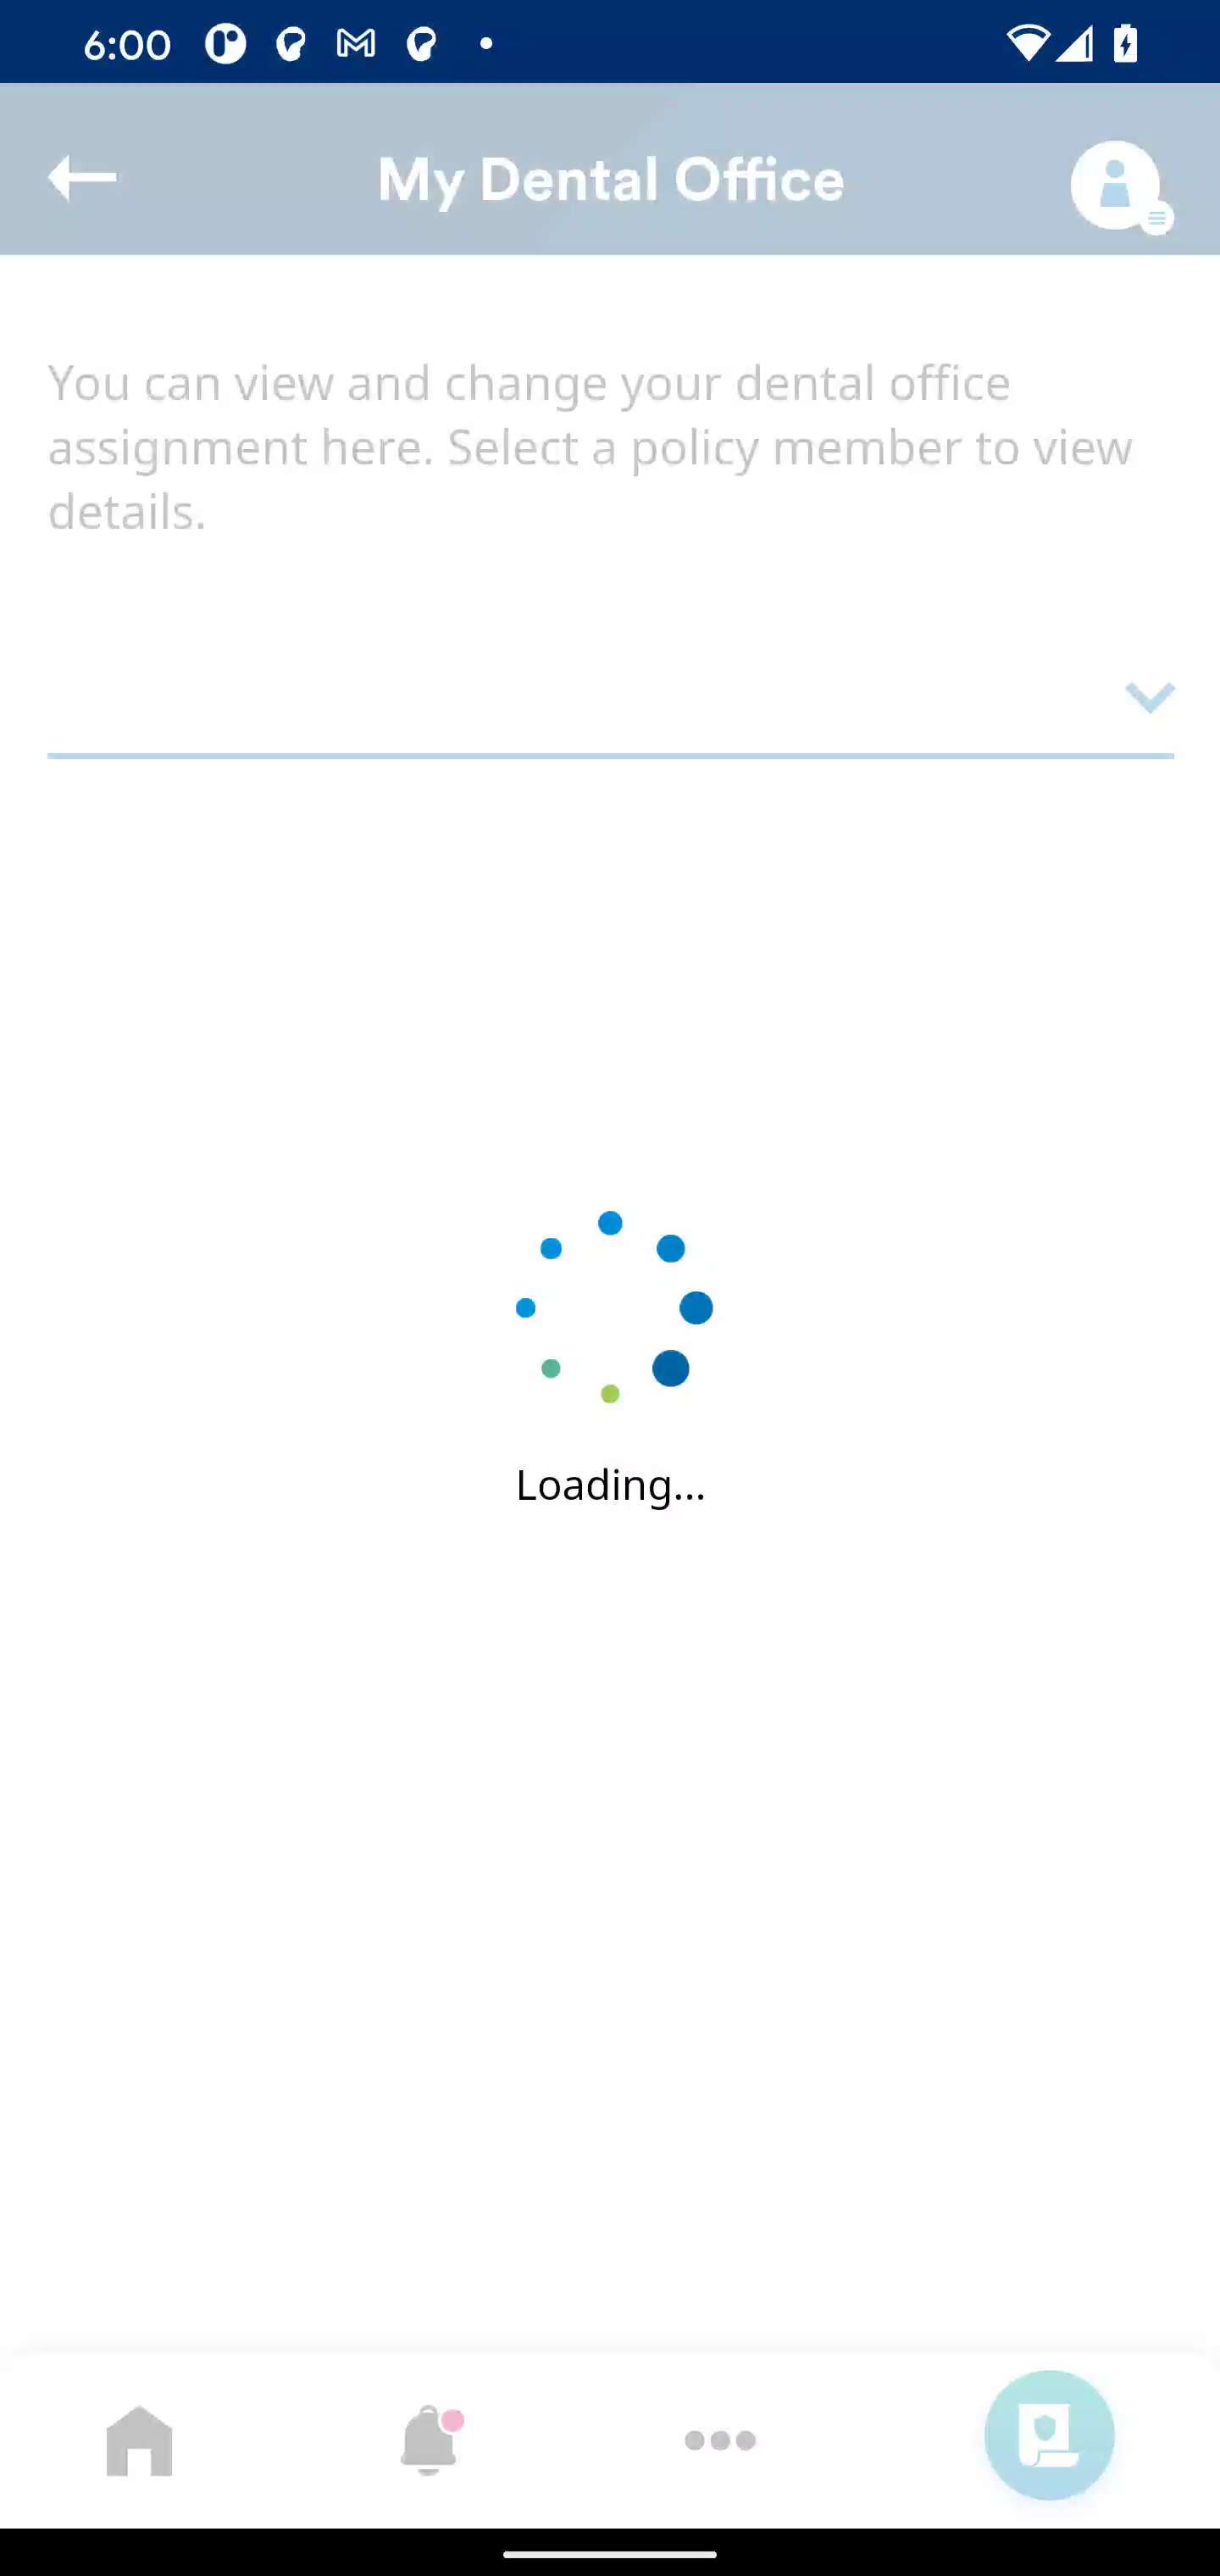 6:00
My Dental Office
You can view and change your dental office
assignment here. Select a policy member to view
details.
Loading...